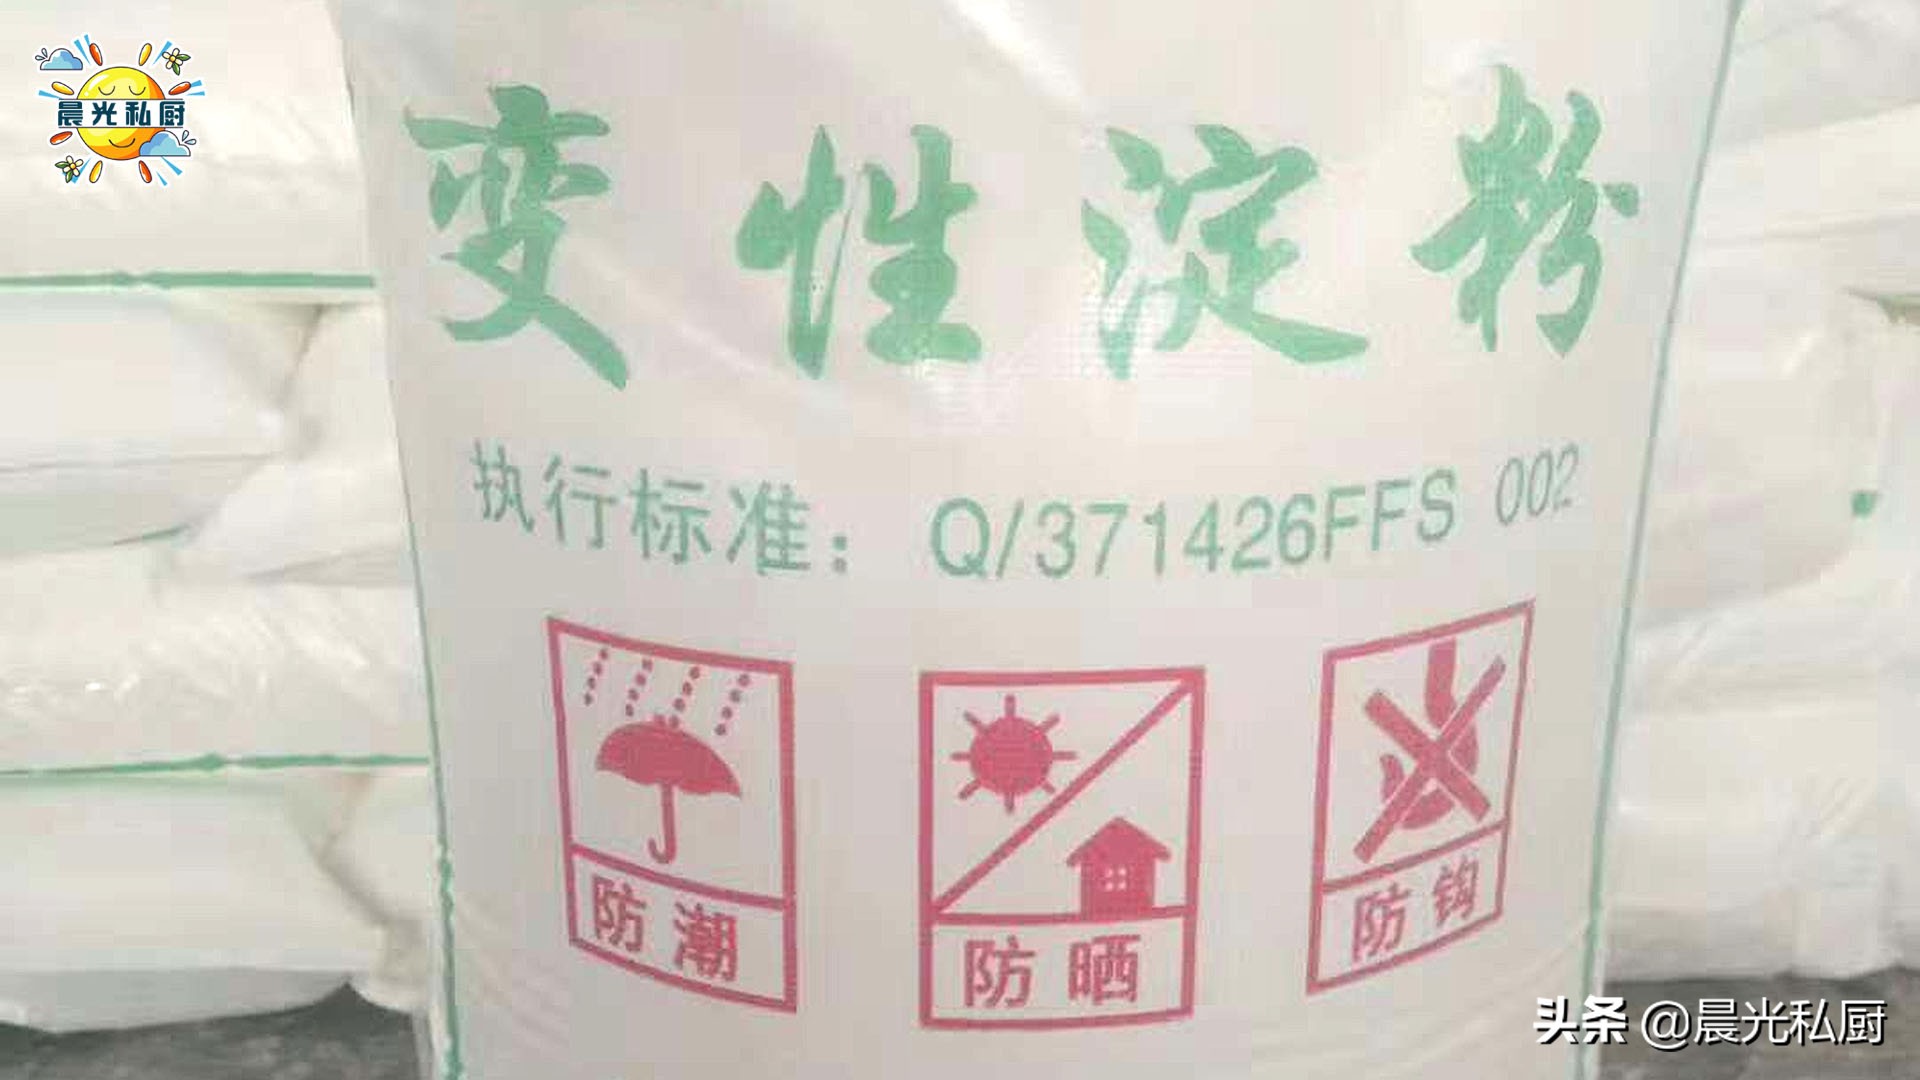 晨光私厨
变性淀粉
执行标准：Q/371426FFS 002
防潮
防晒
防钩
头条 @晨光私厨